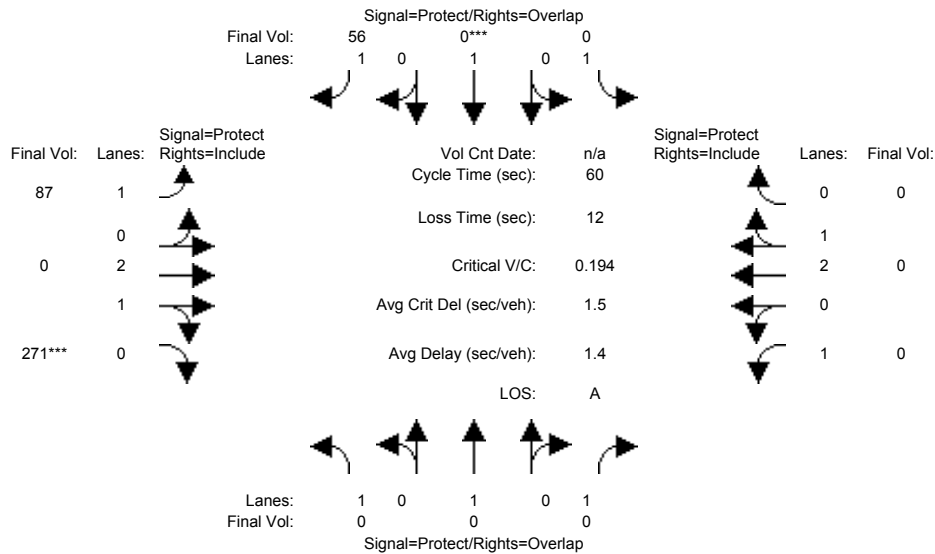 Signal=Protect/Rights=Overlap
Final Vol: 56 0*** 0
Lanes: 1 0 1 0 1
Signal=Protect Signal=Protect
Final Vol: Lanes: Rights=Include Vol Cnt Date: n/a Rights=Include Lanes: Final Vol:
Cycle Time (sec): 60
87 1 0 0
Loss Time (sec): 12
0 1
0 2 Critical V/C: 0.194 2 0
1 Avg Crit Del (sec/veh): 1.5 0
271*** 0 Avg Delay (sec/veh): 1.4 1 0
LOS: A
Lanes: 1 0 1 0 1
Final Vol: 0 0 0
Signal=Protect/Rights=Overlap